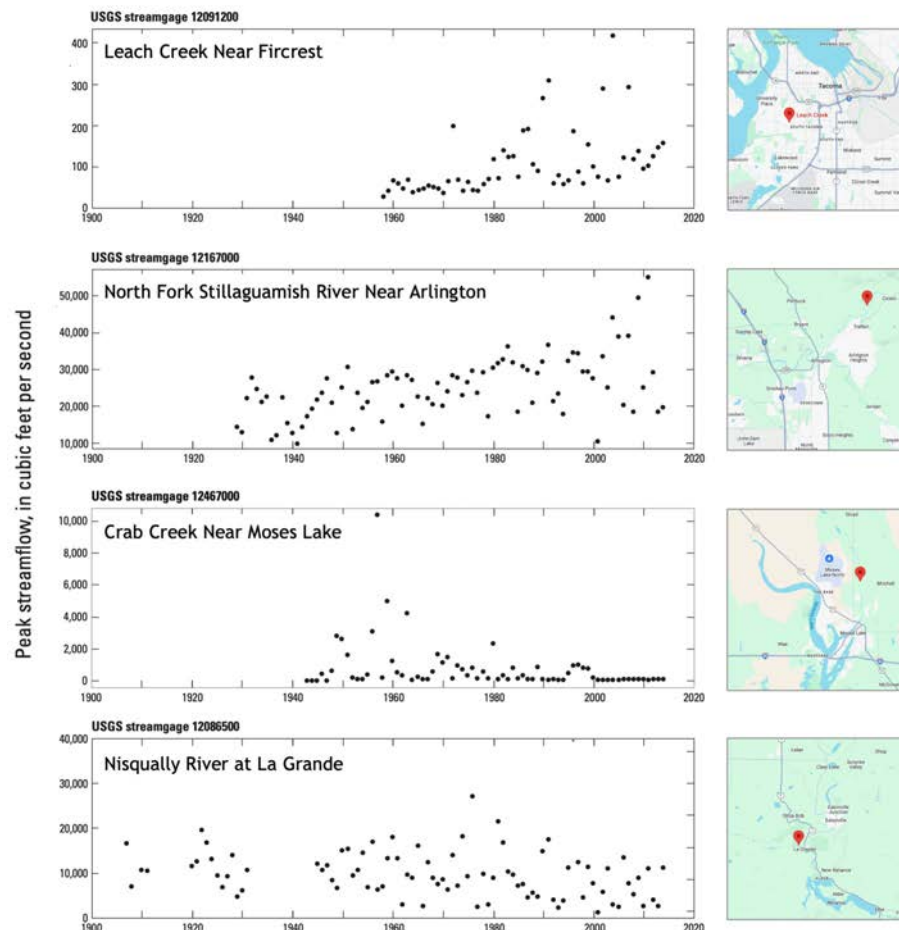 Peak streamflow, in cubic feet per second
USGS streamgage 12091200
Leach Creek Near Fircrest
400
300
200
100
0
1900 1920 1940 1960 1980 2000 2020
Tacoma
Leach Creek
USGS streamgage 12167000
North Fork Stillaguamish River Near Arlington
50,000
40,000
30,000
20,000
10,000
1900 1920 1940 1960 1980 2000 2020
Arlington
USGS streamgage 12467000
Crab Creek Near Moses Lake
10,000
8,000
6,000
4,000
2,000
0
1900 1920 1940 1960 1980 2000 2020
Moses Lake
USGS streamgage 12086500
Nisqually River at La Grande
40,000
30,000
20,000
10,000
0
1900 1920 1940 1960 1980 2000 2020
La Grande